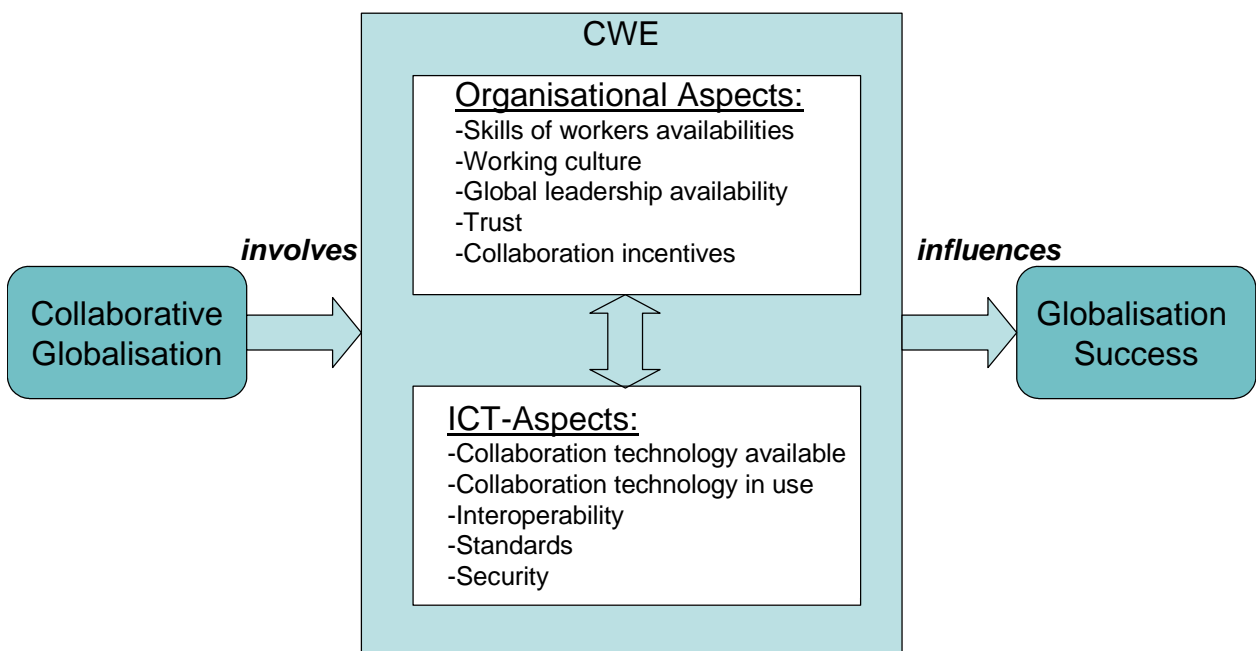 CWE
Organisational Aspects:
-Skills of workers availabilities
-Working culture
-Global leadership availability
-Trust
-Collaboration incentives
involves
influences
Collaborative
Globalisation
Globalisation
Success
ICT-Aspects:
-Collaboration technology available
-Collaboration technology in use
-Interoperability
-Standards
-Security